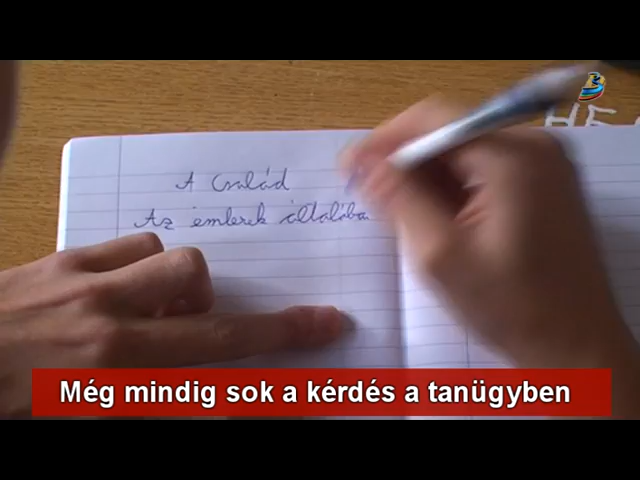 A Család
Az emberek általába
Még mindig sok a kérdés a tanügyben